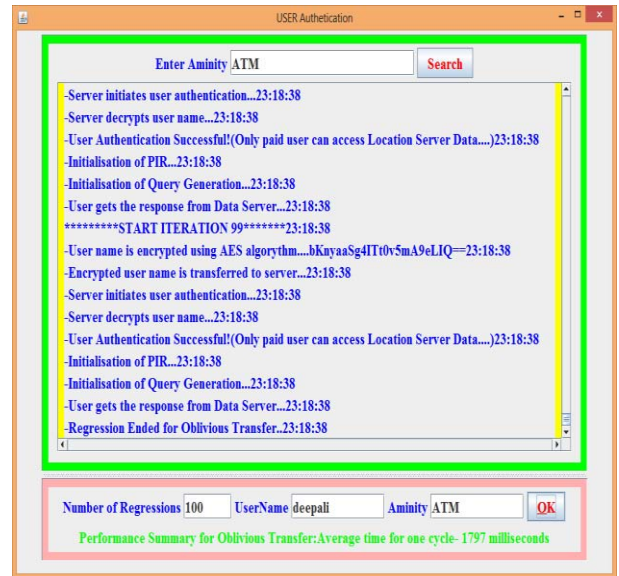 USER Authetication
Enter Aminity ATM Search
-Server initiates user authentication...23:18:38
-Server decrypts user name...23:18:38
-User Authentication Successful!(Only paid user can access Location Server Data....)23:18:38
-Initialisation of PIR...23:18:38
-Initialisation of Query Generation...23:18:38
-User gets the response from Data Server...23:18:38
*********START ITERATION 99*******23:18:38
-User name is encrypted using AES algorythm....bKnyaaSg4ITt0v5mA9eLIQ==23:18:38
-Encrypted user name is transferred to server...23:18:38
-Server initiates user authentication...23:18:38
-Server decrypts user name...23:18:38
-User Authentication Successful!(Only paid user can access Location Server Data....)23:18:38
-Initialisation of PIR...23:18:38
-Initialisation of Query Generation...23:18:38
-User gets the response from Data Server...23:18:38
-Regression Ended for Oblivious Transfer..23:18:38
Number of Regressions 100 UserName deepali Aminity ATM OK
Performance Summary for Oblivious Transfer:Average time for one cycle- 1797 milliseconds